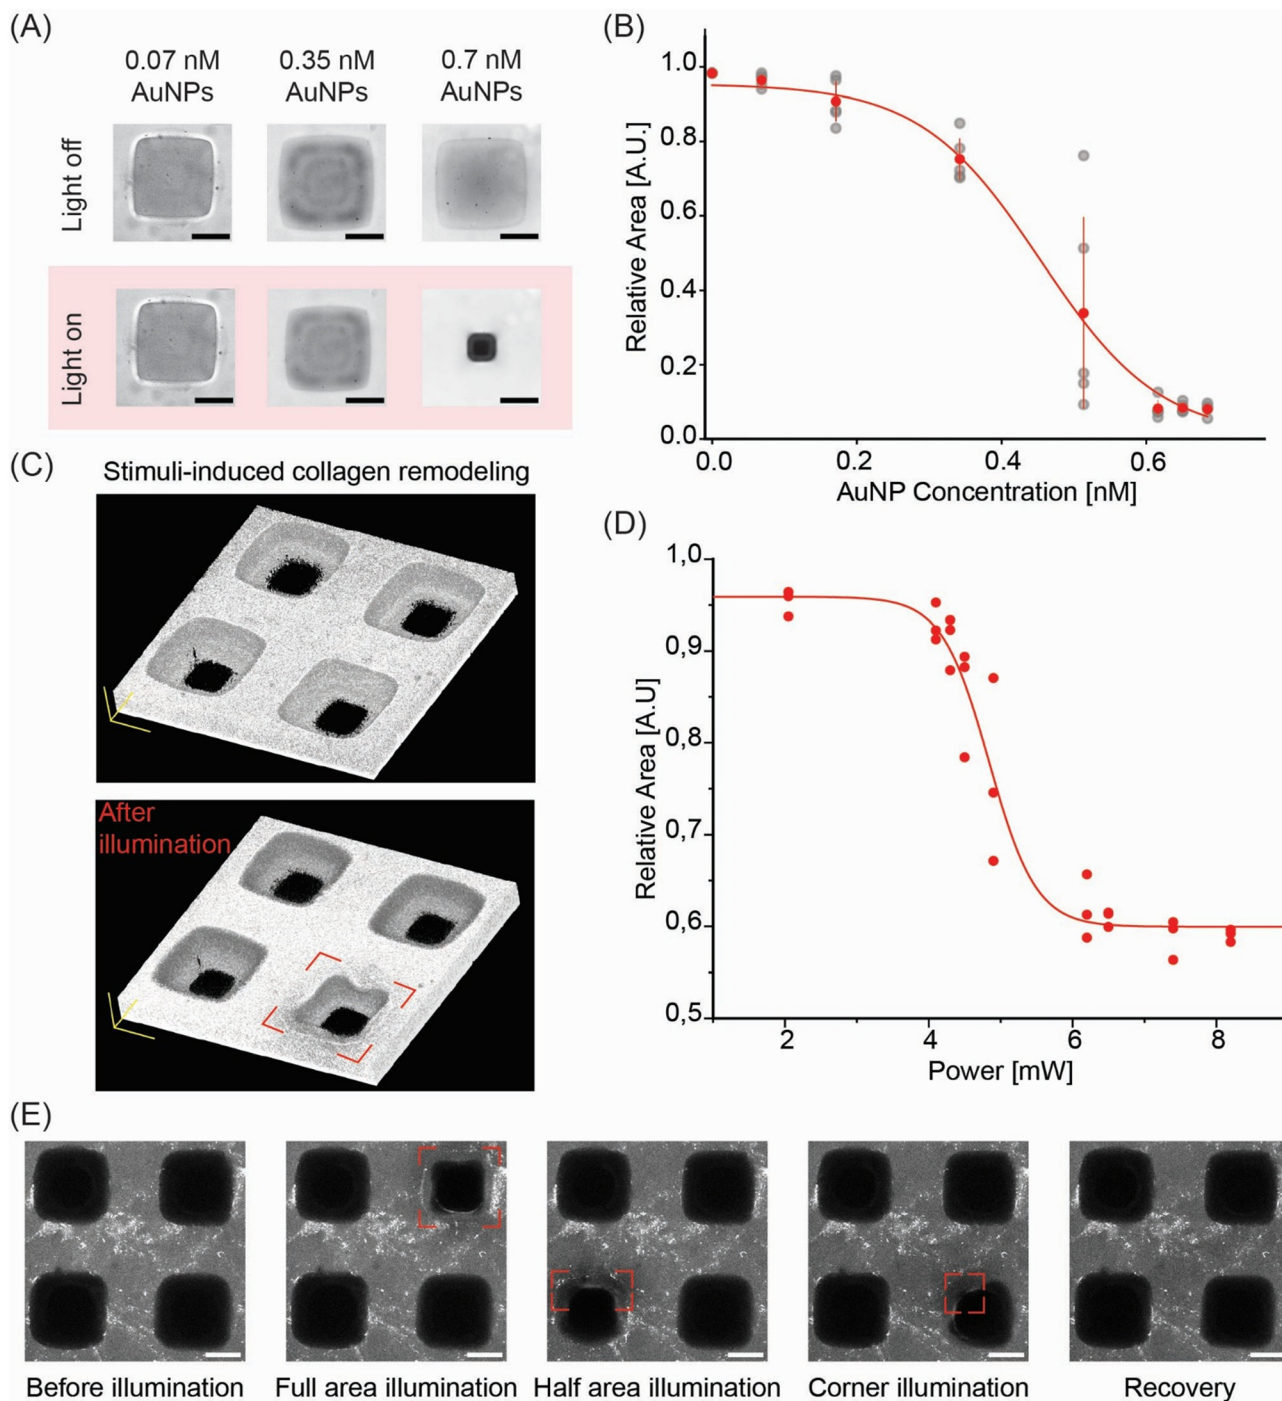 (A)
0.07 nM
AuNPs
0.35 nM
AuNPs
0.7 nM
AuNPs
Light off
Light on
(B)
Relative Area [A.U.]
1.0
0.8
0.6
0.4
0.2
0.0
0.0
0.2
0.4
0.6
AuNP Concentration [nM]
(C)
Stimuli-induced collagen remodeling
After
illumination
(D)
Relative Area [A.U]
1,0
0,9
0,8
0,7
0,6
0,5
2
4
6
8
Power [mW]
(E)
Before illumination
Full area illumination
Half area illumination
Corner illumination
Recovery